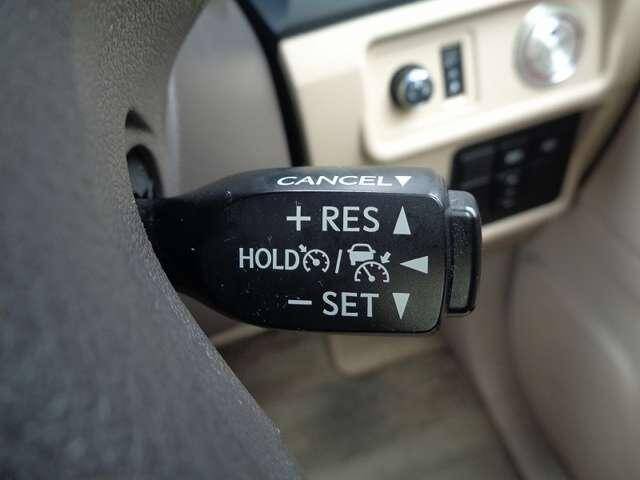 CANCEL▼
+ RES ▲
HOLD / ◀
− SET ▼